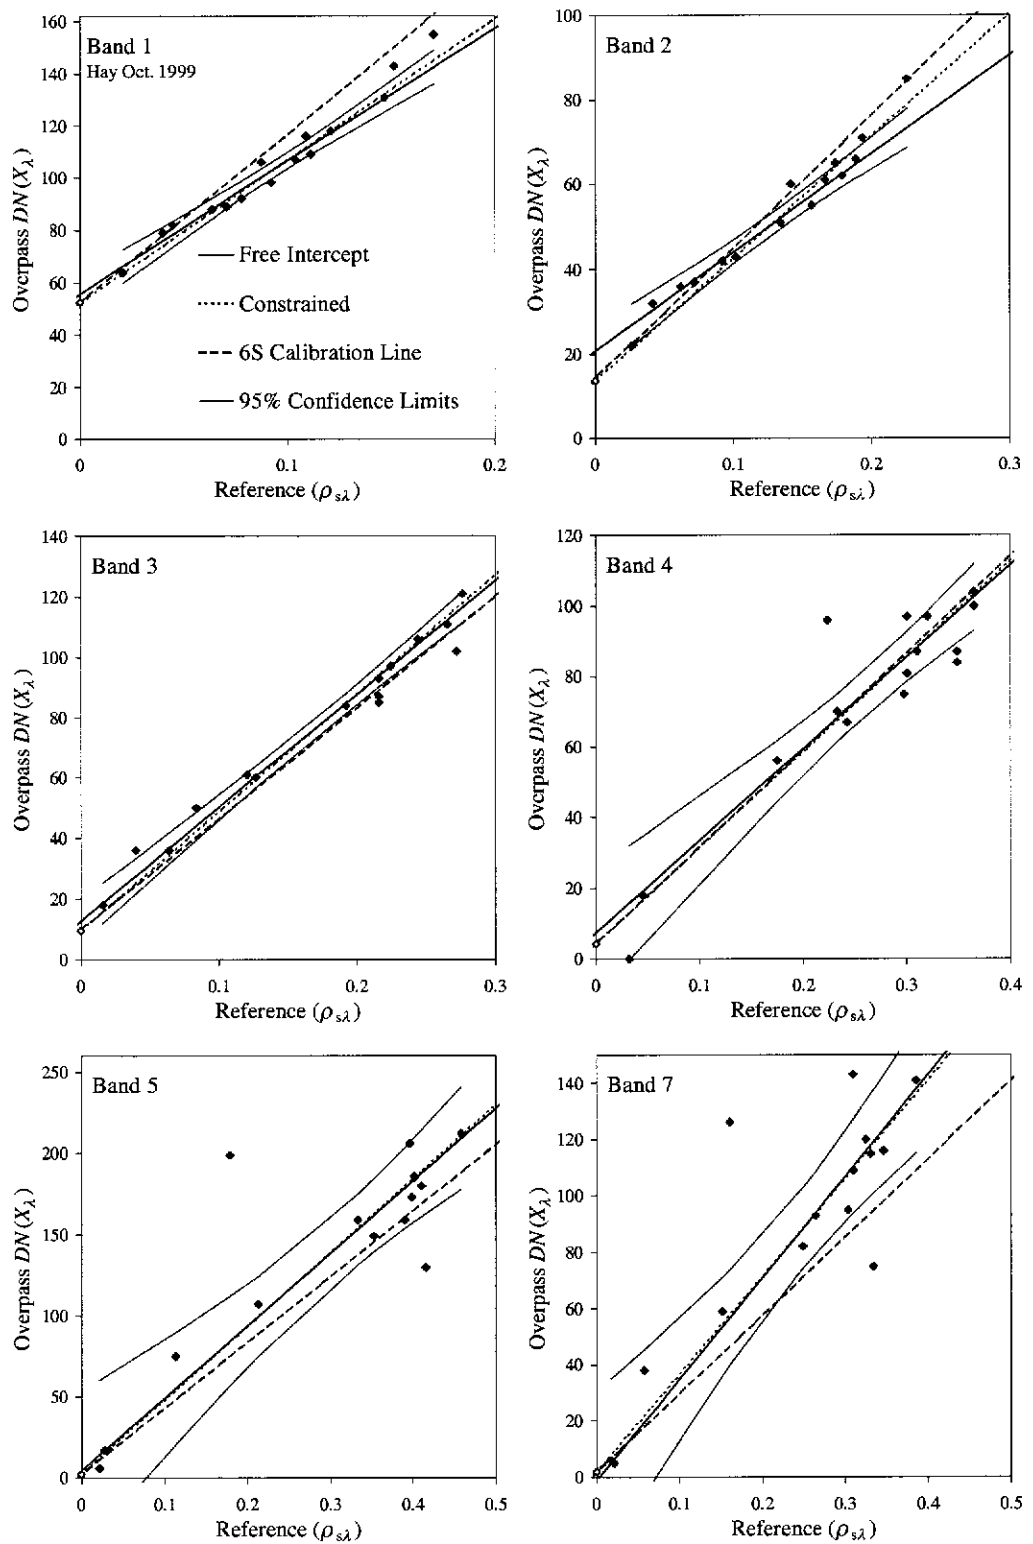 Band 1
Hay Oct. 1999
160
140
120
100
80
60
40
20
0
Overpass DN(Xλ)
Free Intercept
Constrained
6S Calibration Line
95% Confidence Limits
0 0.1 0.2
Reference (ρsλ)
Band 2
100
80
60
40
20
0
Overpass DN(Xλ)
0 0.1 0.2 0.3
Reference (ρsλ)
Band 3
140
120
100
80
60
40
20
0
Overpass DN(Xλ)
0 0.1 0.2 0.3
Reference (ρsλ)
Band 4
120
100
80
60
40
20
0
Overpass DN(Xλ)
0 0.1 0.2 0.3 0.4
Reference (ρsλ)
Band 5
250
200
150
100
50
0
Overpass DN(Xλ)
0 0.1 0.2 0.3 0.4 0.5
Reference (ρsλ)
Band 7
140
120
100
80
60
40
20
0
Overpass DN(Xλ)
0 0.1 0.2 0.3 0.4 0.5
Reference (ρsλ)